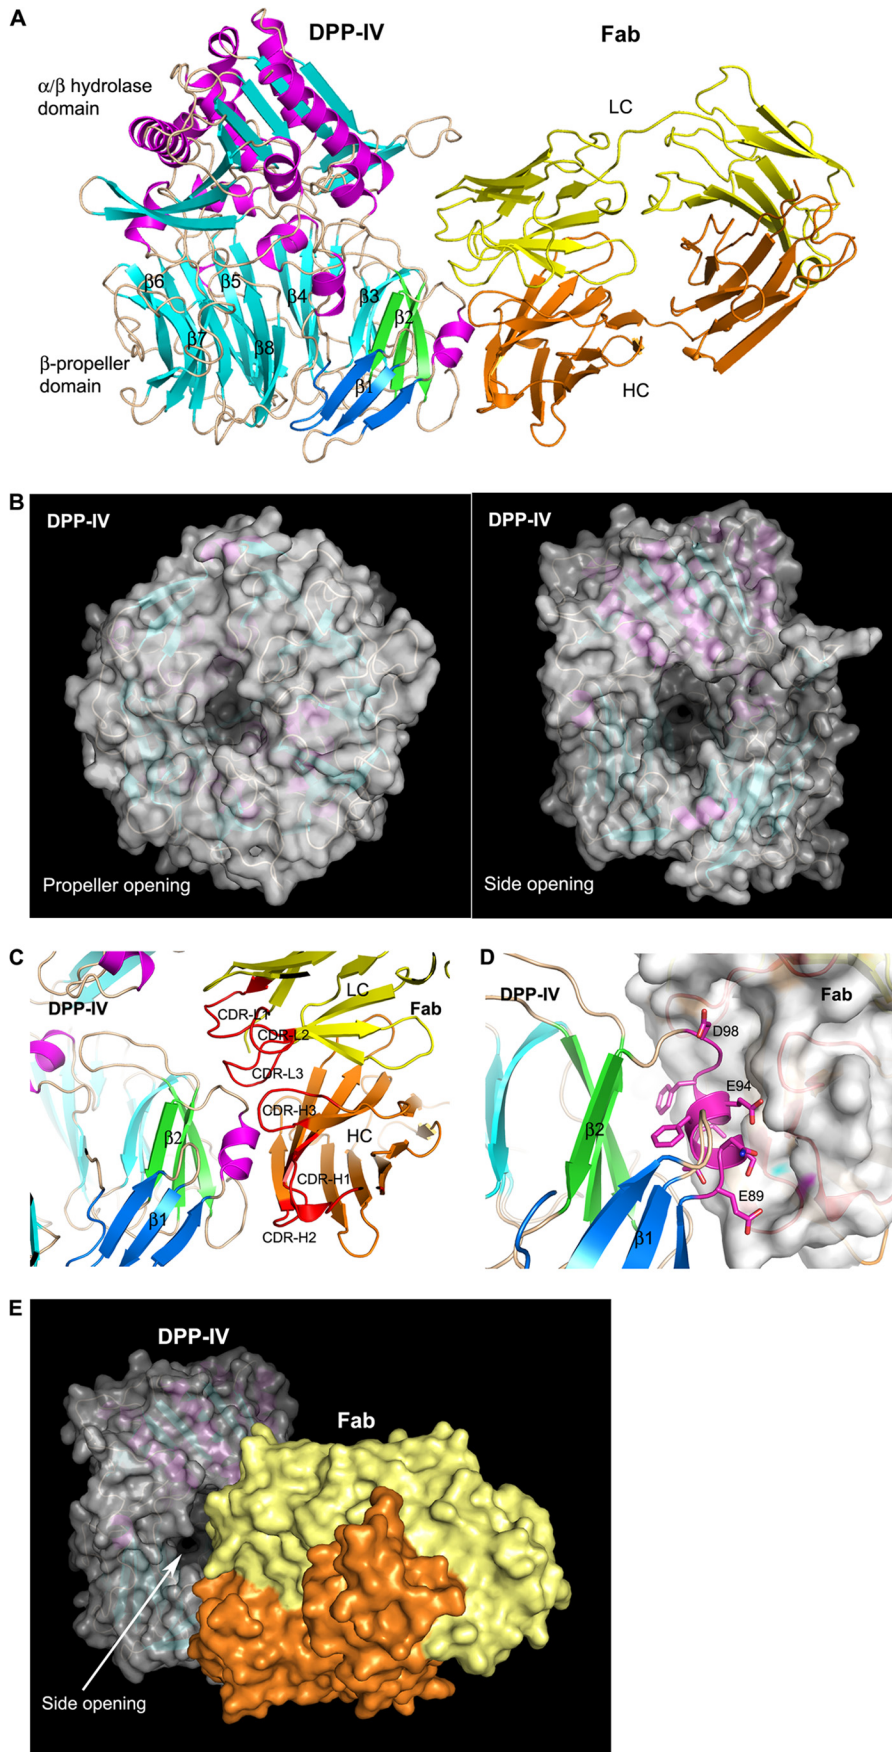 A
DPP-IV
Fab
α/β hydrolase
domain
LC
β6
β5
β4
β3
β2
β7
β8
β1
β-propeller
domain
HC
B
DPP-IV
Propeller opening
DPP-IV
Side opening
C
DPP-IV
LC
Fab
CDR-L1
CDR-L2
CDR-L3
CDR-H3
β2
HC
CDR-H1
β1
CDR-H2
D
DPP-IV
Fab
D98
E94
β2
E89
β1
E
DPP-IV
Fab
Side opening